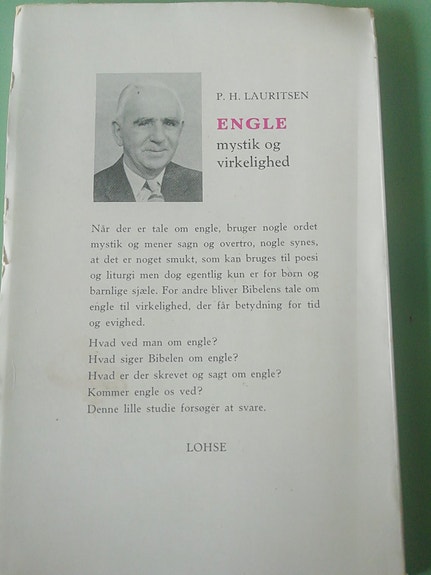 P. H. LAURITSEN
ENGLE
mystik og
virkelighed
Når der er tale om engle, bruger nogle ordet
mystik og mener sagn og overtro, nogle synes,
at det er noget smukt, som kan bruges til poesi
og liturgi men dog egentlig kun er for børn og
barnlige sjæle. For andre bliver Bibelens tale om
engle til virkelighed, der får betydning for tid
og evighed.
Hvad ved man om engle?
Hvad siger Bibelen om engle?
Hvad er der skrevet og sagt om engle?
Kommer engle os ved?
Denne lille studie forsøger at svare.
LOHSE